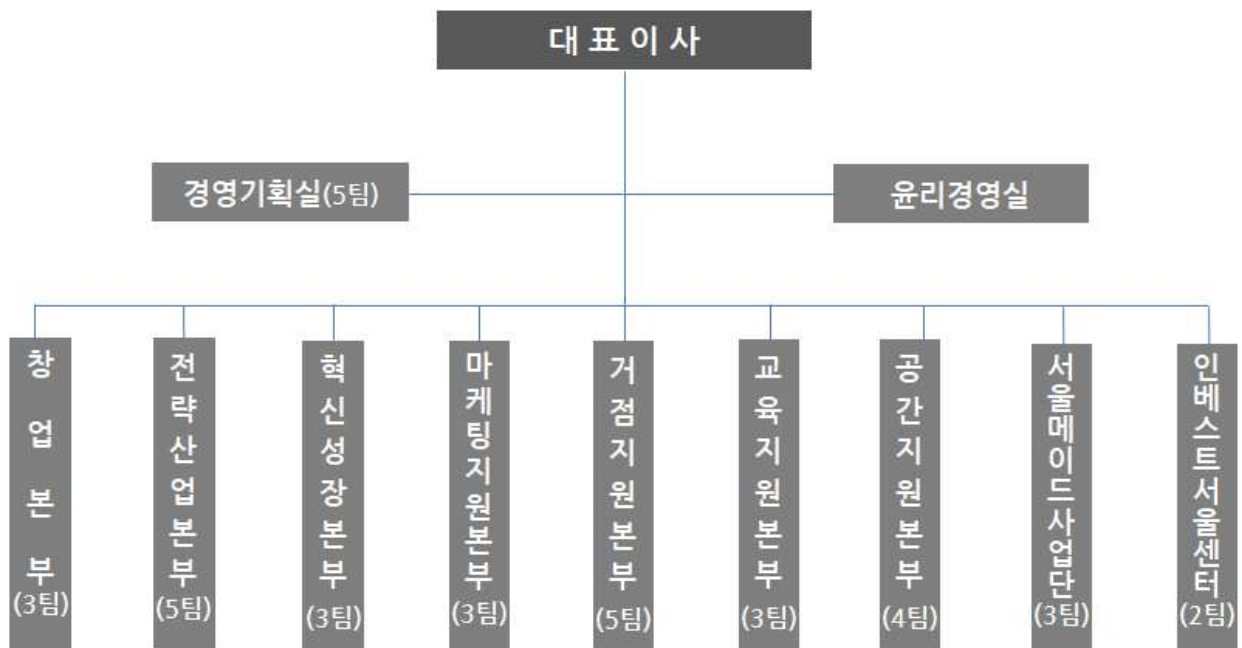 대표이사
경영기획실(5팀)
윤리경영실
창업본부
(3팀)
전략산업본부
(5팀)
혁신성장본부
(3팀)
마케팅지원본부
(3팀)
거점지원본부
(5팀)
교육지원본부
(3팀)
공간지원본부
(4팀)
서울메이드사업단
(3팀)
인베스트서울센터
(2팀)